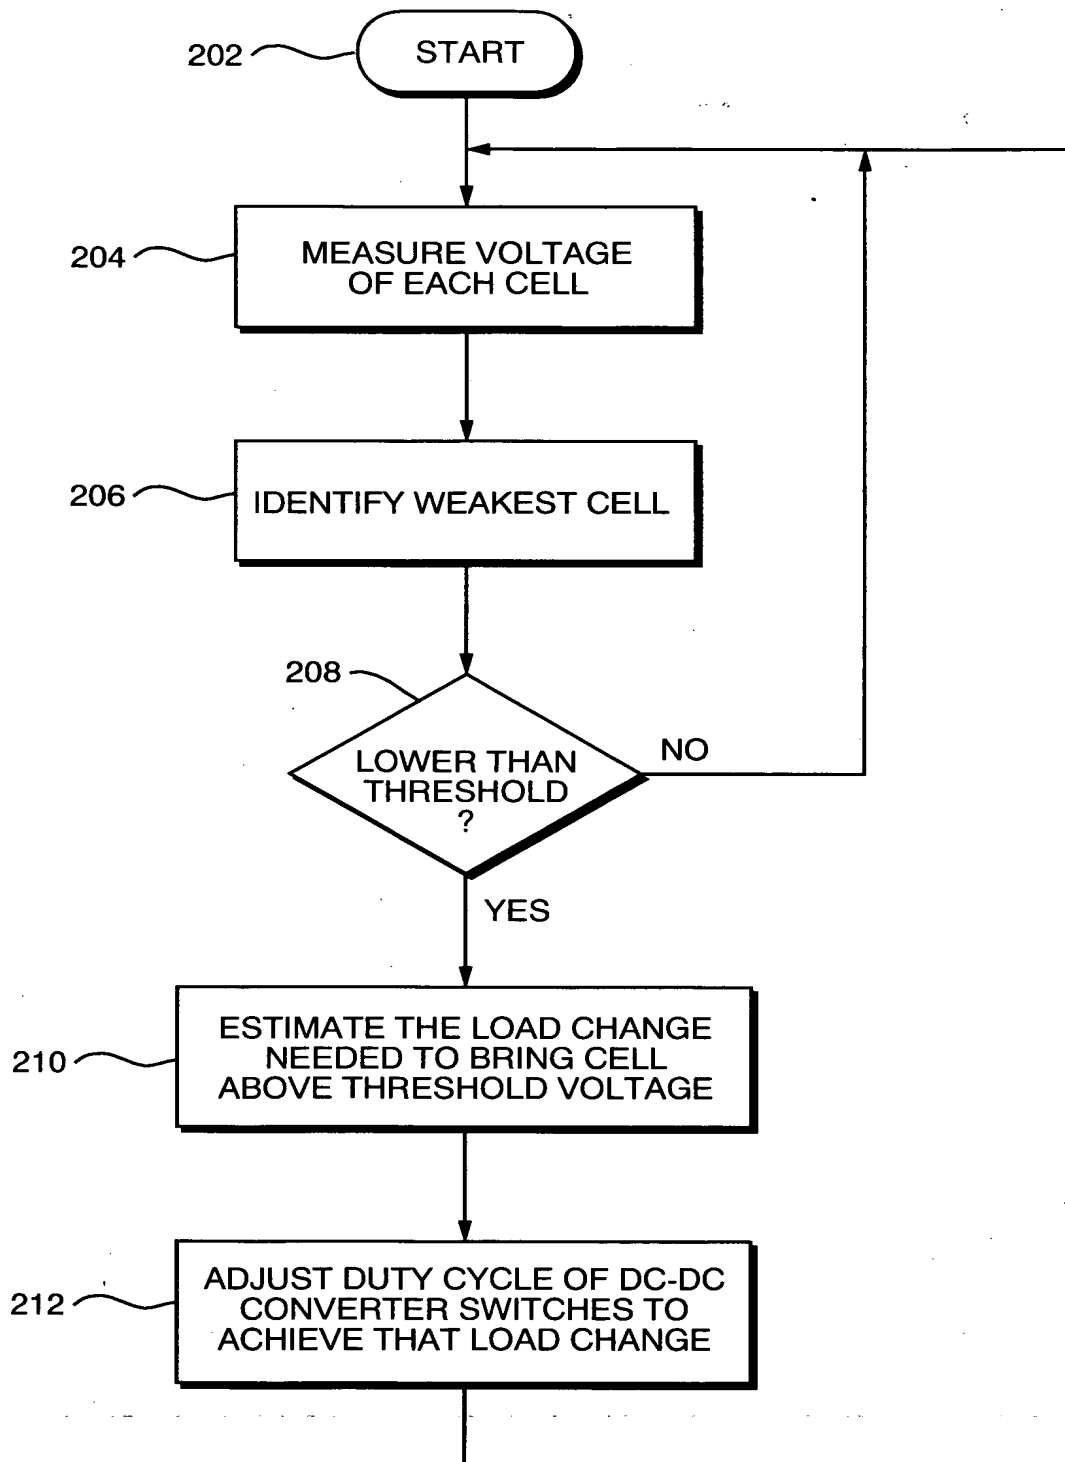 202
START
204
MEASURE VOLTAGE
OF EACH CELL
206
IDENTIFY WEAKEST CELL
208
LOWER THAN
THRESHOLD
?
NO
YES
210
ESTIMATE THE LOAD CHANGE
NEEDED TO BRING CELL
ABOVE THRESHOLD VOLTAGE
212
ADJUST DUTY CYCLE OF DC-DC
CONVERTER SWITCHES TO
ACHIEVE THAT LOAD CHANGE